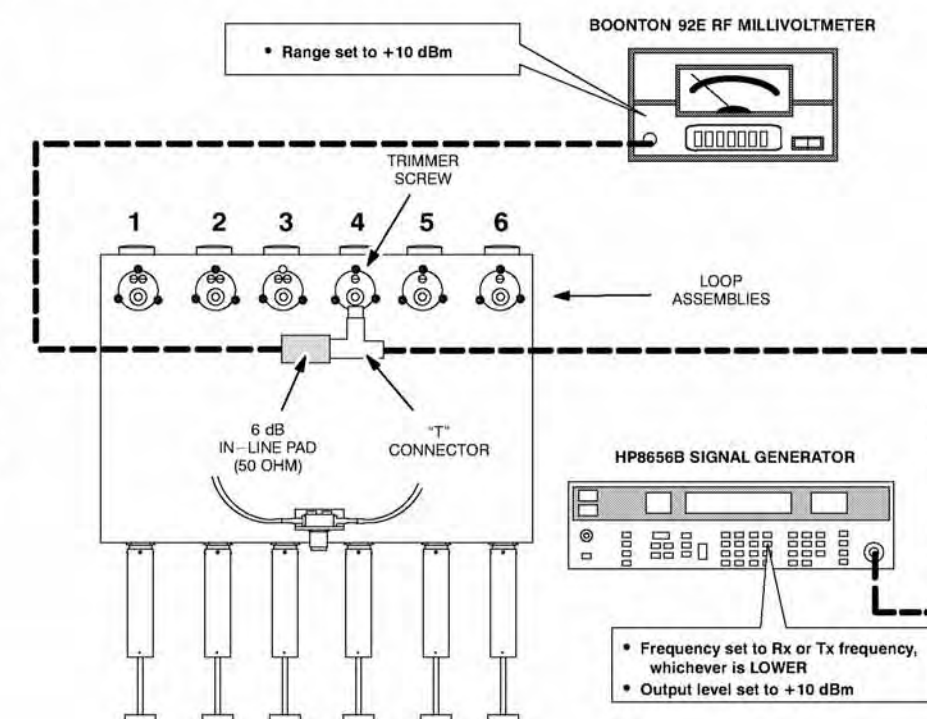 BOONTON 92E RF MILLIVOLTMETER
• Range set to +10 dBm
TRIMMER
SCREW
1 2 3 4 5 6
LOOP
ASSEMBLIES
6 dB
IN-LINE PAD
(50 OHM)
"T"
CONNECTOR
HP8656B SIGNAL GENERATOR
• Frequency set to Rx or Tx frequency,
whichever is LOWER
• Output level set to +10 dBm